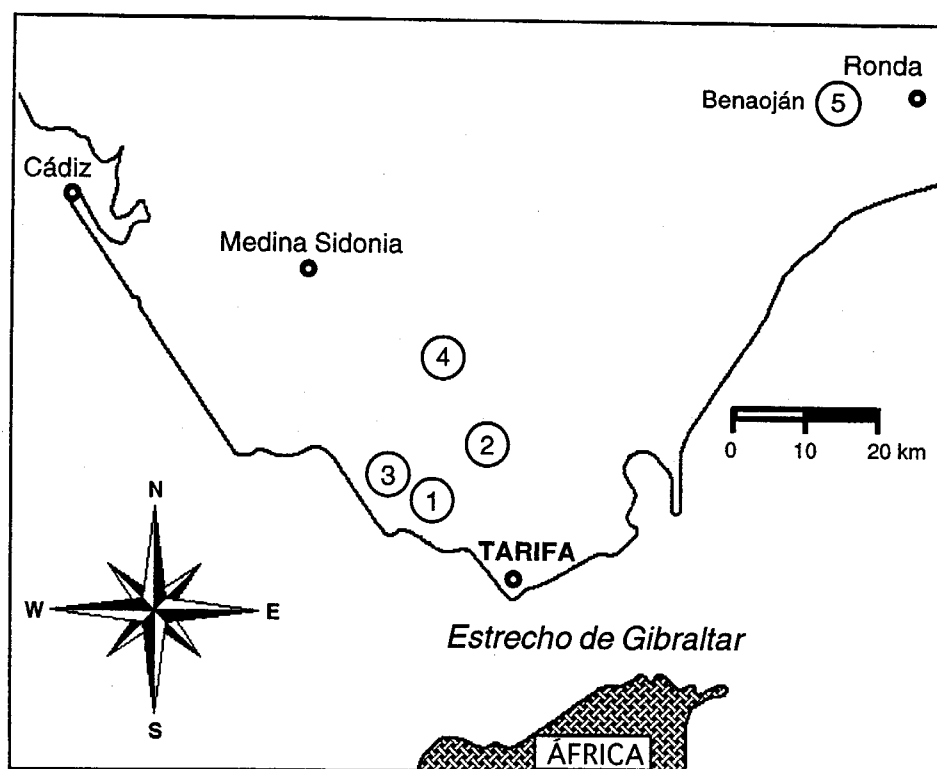 Ronda
Benaoján
5
Cádiz
Medina Sidonia
4
2
3
1
0
10
20 km
N
W
E
S
TARIFA
Estrecho de Gibraltar
ÁFRICA